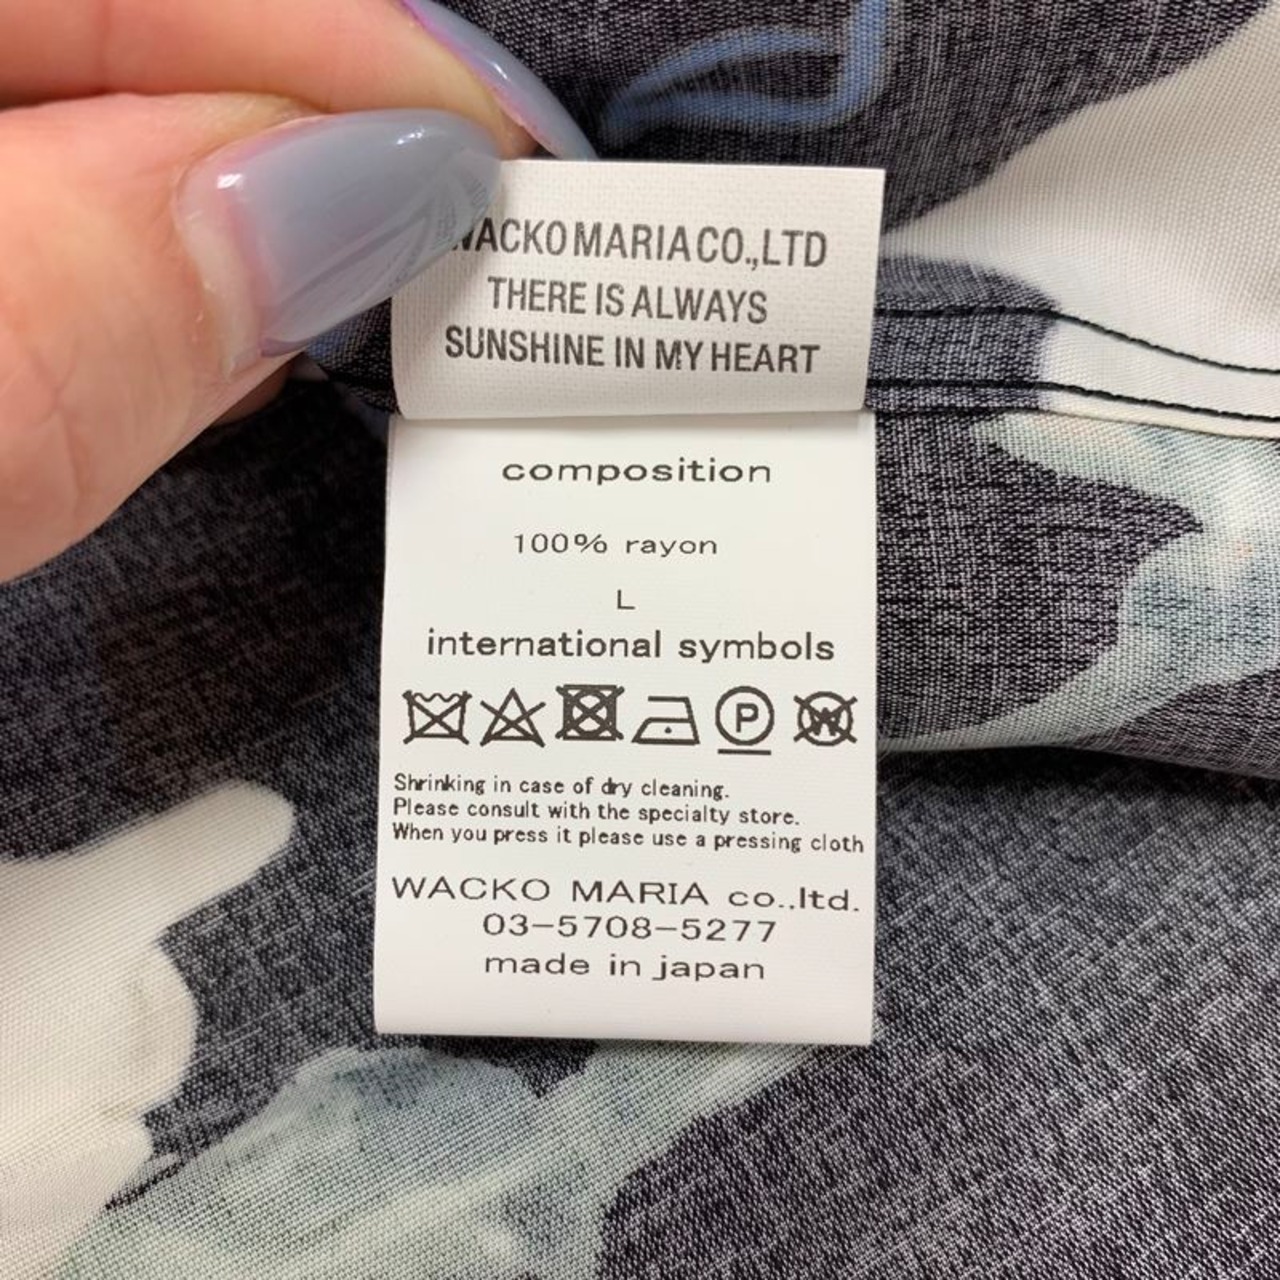 WACKO MARIA CO.,LTD
THERE IS ALWAYS
SUNSHINE IN MY HEART
composition
100% rayon
L
international symbols
P W
Shrinking in case of dry cleaning.
Please consult with the specialty store.
When you press it please use a pressing cloth
WACKO MARIA co.,ltd.
03-5708-5277
made in japan